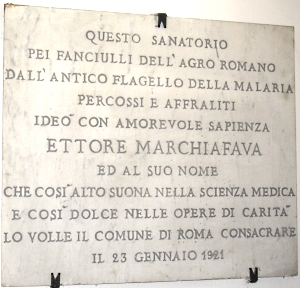 QUESTO SANATORIO
PEI FANCIULLI DELL'AGRO ROMANO
DALL'ANTICO FLAGELLO DELLA MALARIA
PERCOSSI E AFFRALITI
IDEÒ CON AMOREVOLE SAPIENZA
ETTORE MARCHIAFAVA
ED AL SUO NOME
CHE COSÌ ALTO SUONA NELLA SCIENZA MEDICA
E COSÌ DOLCE NELLE OPERE DI CARITÀ
LO VOLLE IL COMUNE DI ROMA CONSACRARE
IL 23 GENNAIO 1921